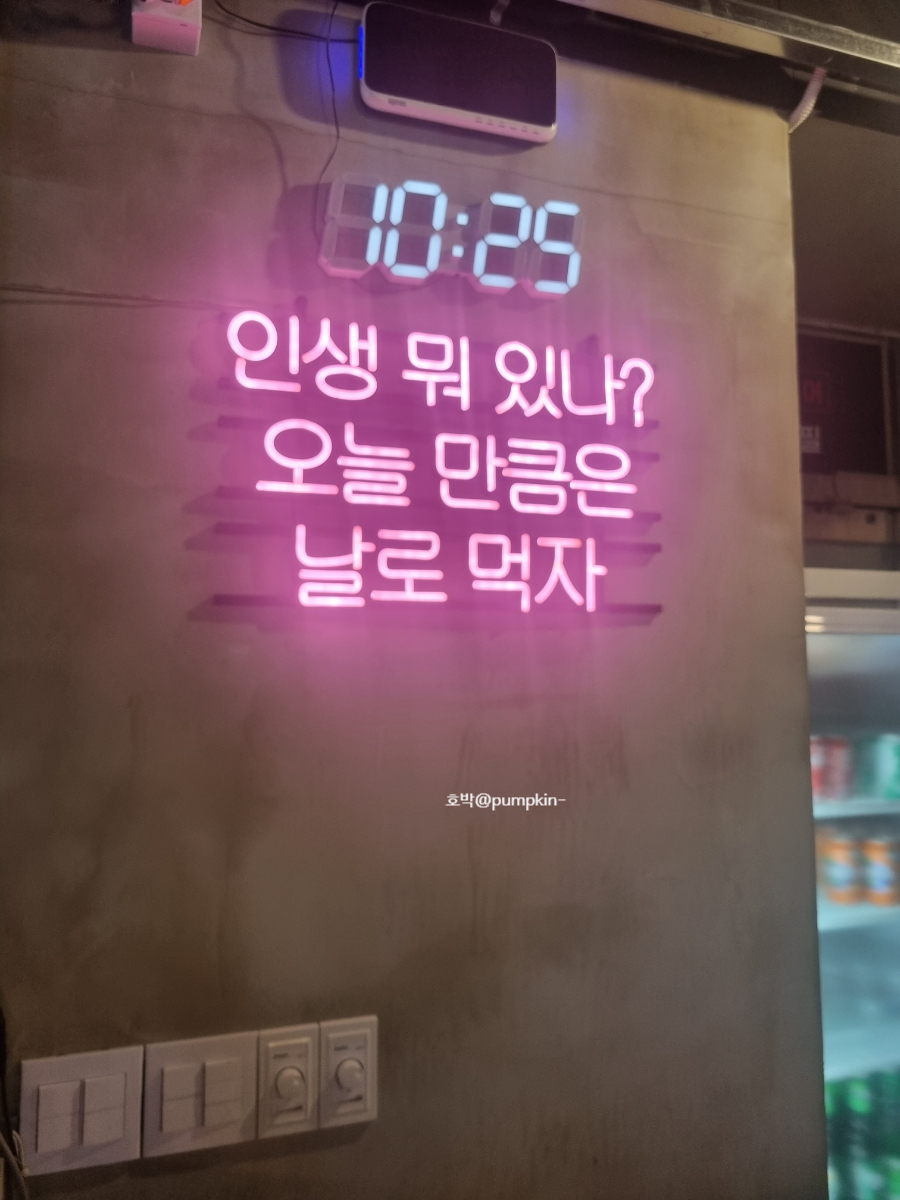 10:25
인생 뭐 있나?
오늘 만큼은
날로 먹자
호박@pumpkin-